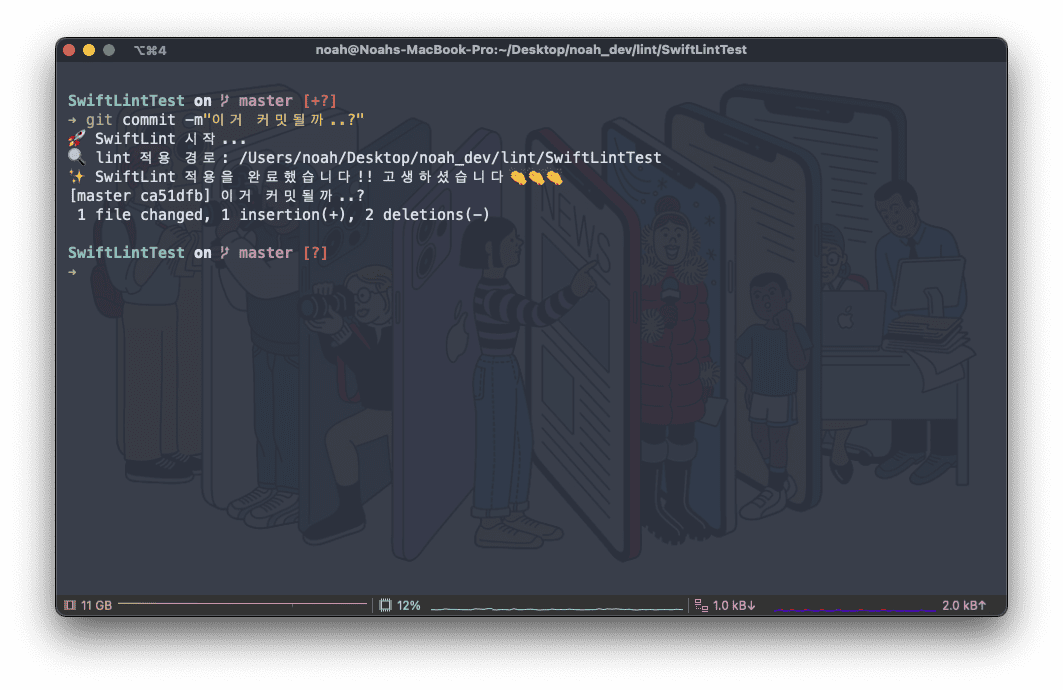 ⌥⌘4
noah@Noahs-MacBook-Pro:~/Desktop/noah_dev/lint/SwiftLintTest
SwiftLintTest on master [+?]
→ git commit -m"이거 커밋될까..?"
🚀 SwiftLint 시작...
🔍 lint 적용 경로: /Users/noah/Desktop/noah_dev/lint/SwiftLintTest
✨ SwiftLint 적용을 완료했습니다!! 고생하셨습니다👏👏👏
[master ca51dfb] 이거 커밋될까..?
1 file changed, 1 insertion(+), 2 deletions(-)
SwiftLintTest on master [?]
→
NEWS
11 GB 12% 1.0 kB↓ 2.0 kB↑